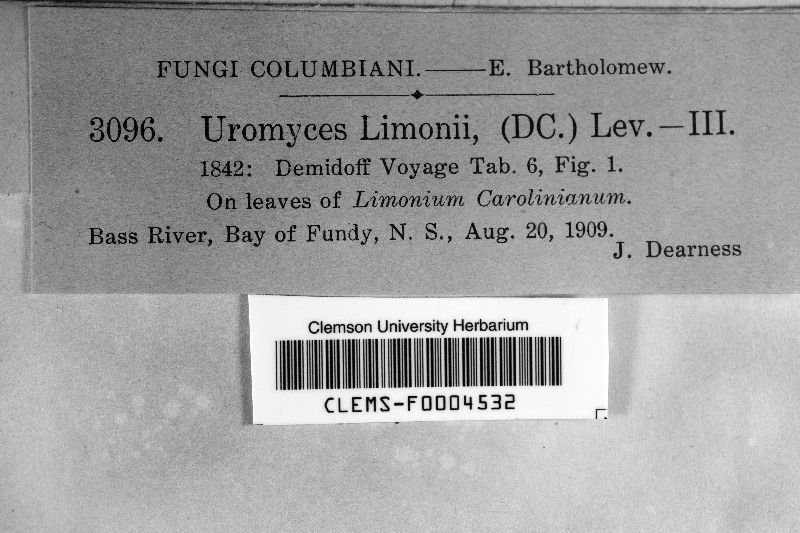 FUNGI COLUMBIANI.——E. Bartholomew.
3096. Uromyces Limonii, (DC.) Lev.—III.
1842: Demidoff Voyage Tab. 6, Fig. 1.
On leaves of Limonium Carolinianum.
Bass River, Bay of Fundy, N. S., Aug. 20, 1909.
J. Dearness
Clemson University Herbarium
CLEMS-F0004532